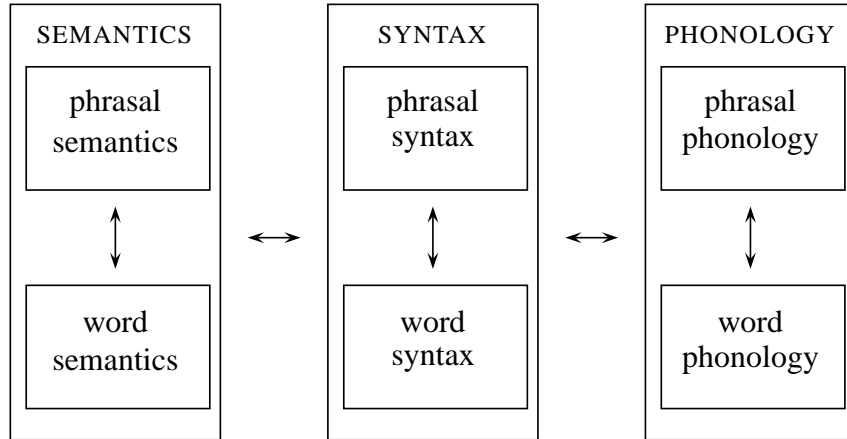 SEMANTICS
phrasal
semantics
word
semantics
SYNTAX
phrasal
syntax
word
syntax
PHONOLOGY
phrasal
phonology
word
phonology